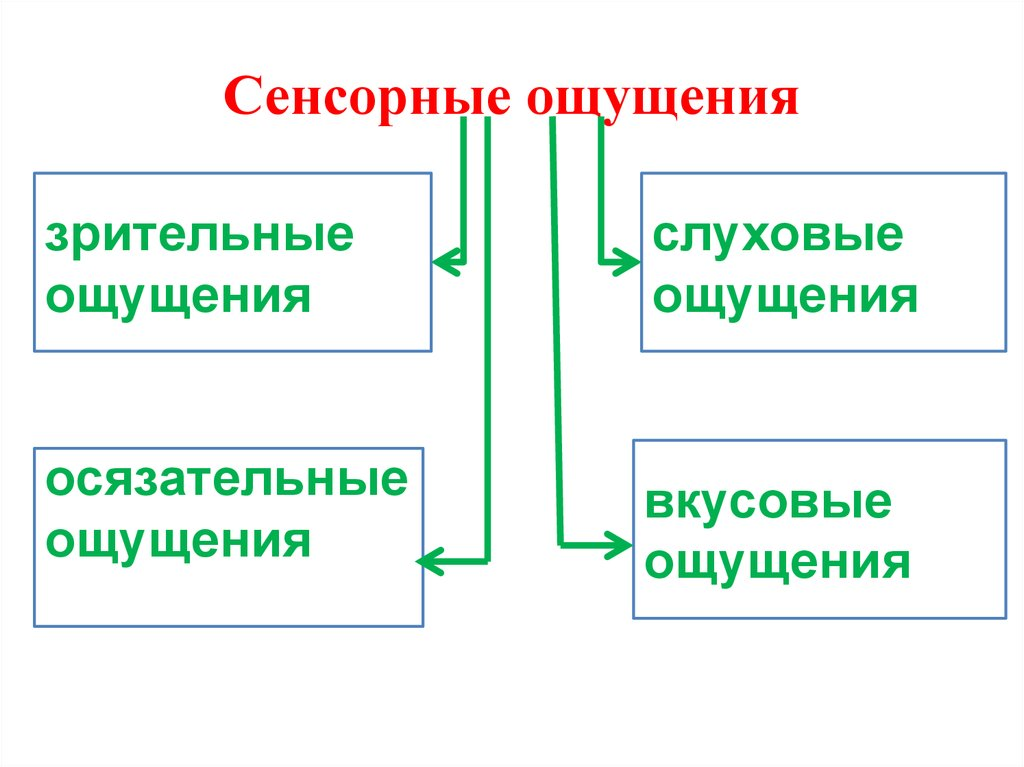 Сенсорные ощущения
зрительные
ощущения
слуховые
ощущения
осязательные
ощущения
вкусовые
ощущения